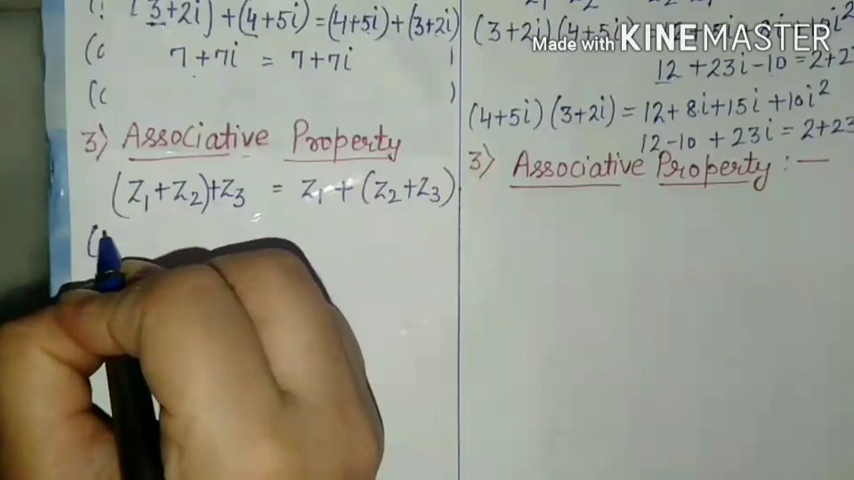 (3+2i)+(4+5i)=(4+5i)+(3+2i)
7+7i = 7+7i
3) Associative Property
(Z1+Z2)+Z3 = Z1+(Z2+Z3)
(3+2i)(4+5i)
12+23i-10 = 2+2
(4+5i)(3+2i) = 12+8i+15i+10i²
12-10+23i = 2+23
3) Associative Property :—
Made with KINEMASTER